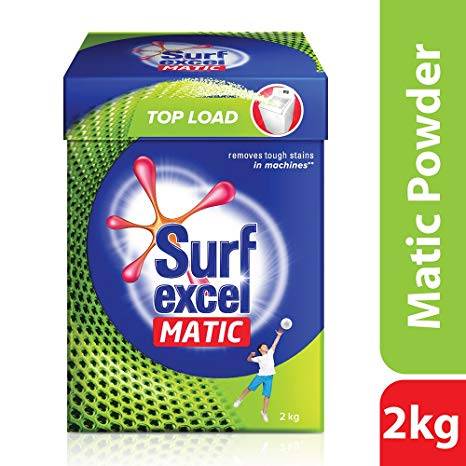 Surf
excel
MATIC
TOP LOAD
removes tough stains
in machines**
Surf
excel
MATIC
2 kg
Matic Powder
2kg